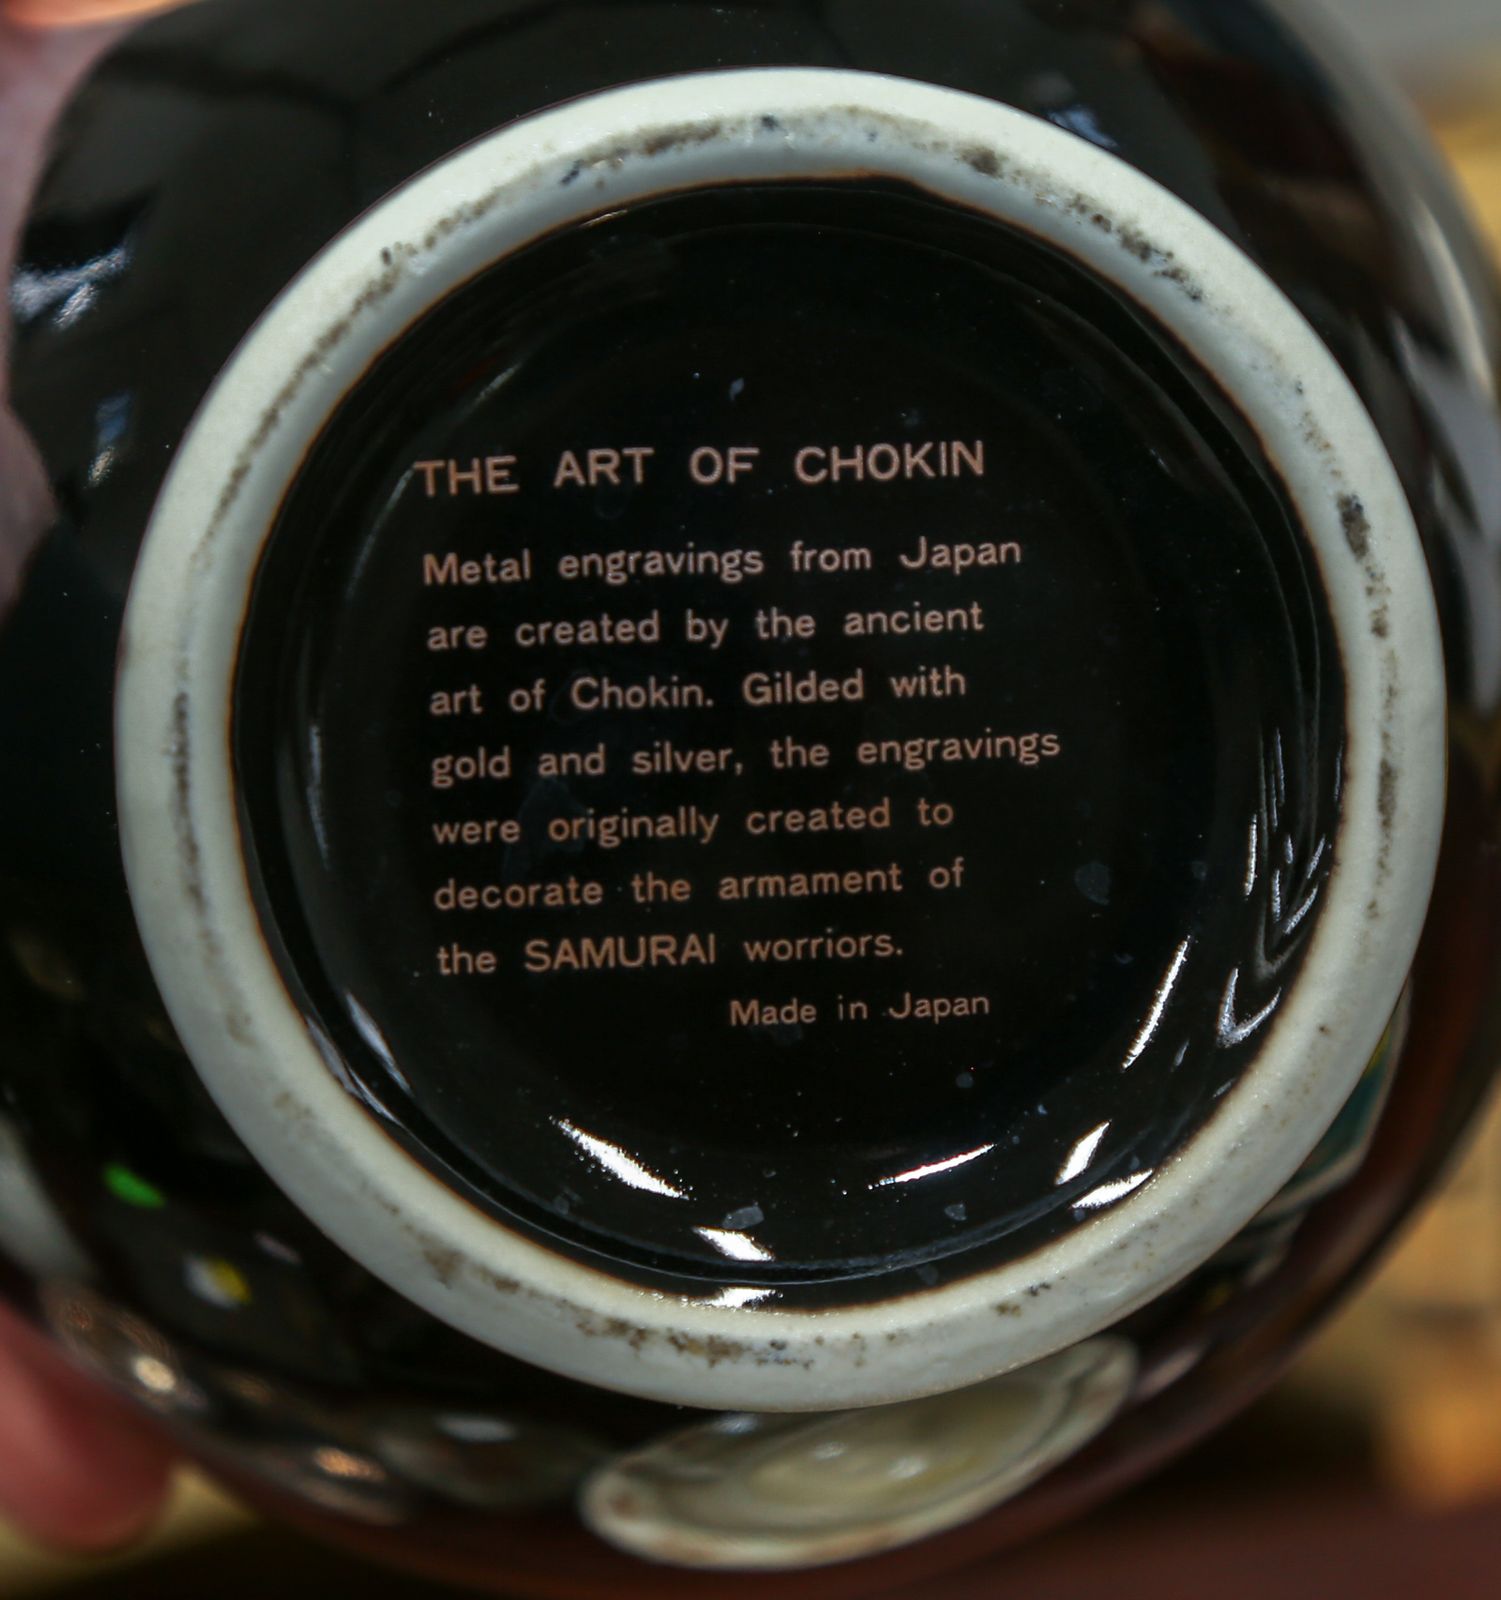 THE ART OF CHOKIN
Metal engravings from Japan
are created by the ancient
art of Chokin. Gilded with
gold and silver, the engravings
were originally created to
decorate the armament of
the SAMURAI worriors.
Made in Japan